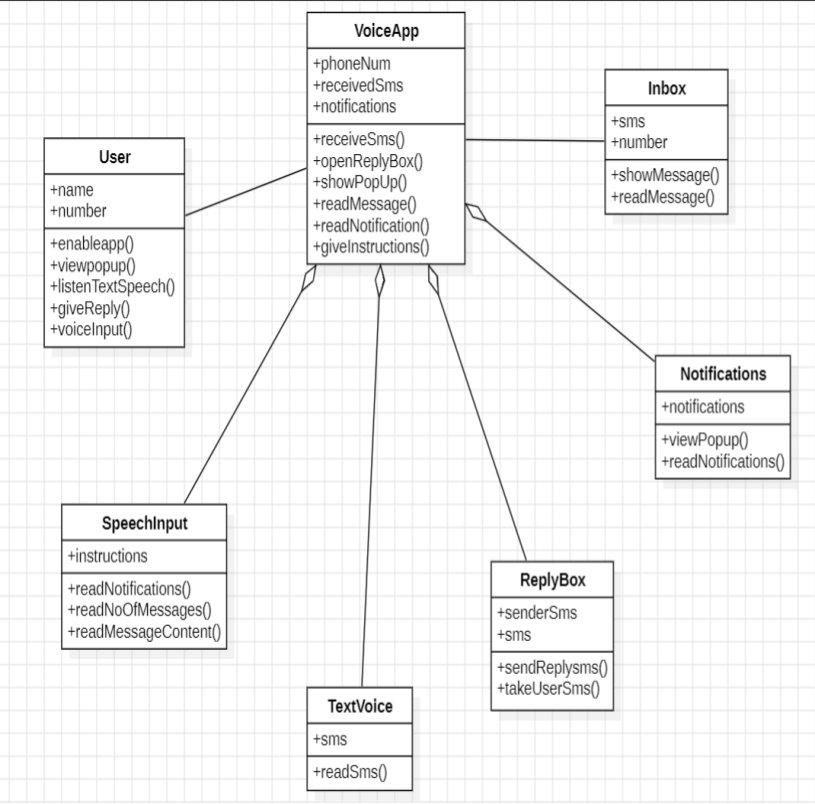 VoiceApp
+phoneNum
+receivedSms
+notifications
+receiveSms()
+openReplyBox()
+showPopUp()
+readMessage()
+readNotification()
+giveInstructions()
Inbox
+sms
+number
+showMessage()
+readMessage()
User
+name
+number
+enableapp()
+viewpopup()
+listenTextSpeech()
+giveReply()
+voiceInput()
Notifications
+notifications
+viewPopup()
+readNotifications()
SpeechInput
+instructions
+readNotifications()
+readNoOfMessages()
+readMessageContent()
ReplyBox
+senderSms
+sms
+sendReplysms()
+takeUserSms()
TextVoice
+sms
+readSms()